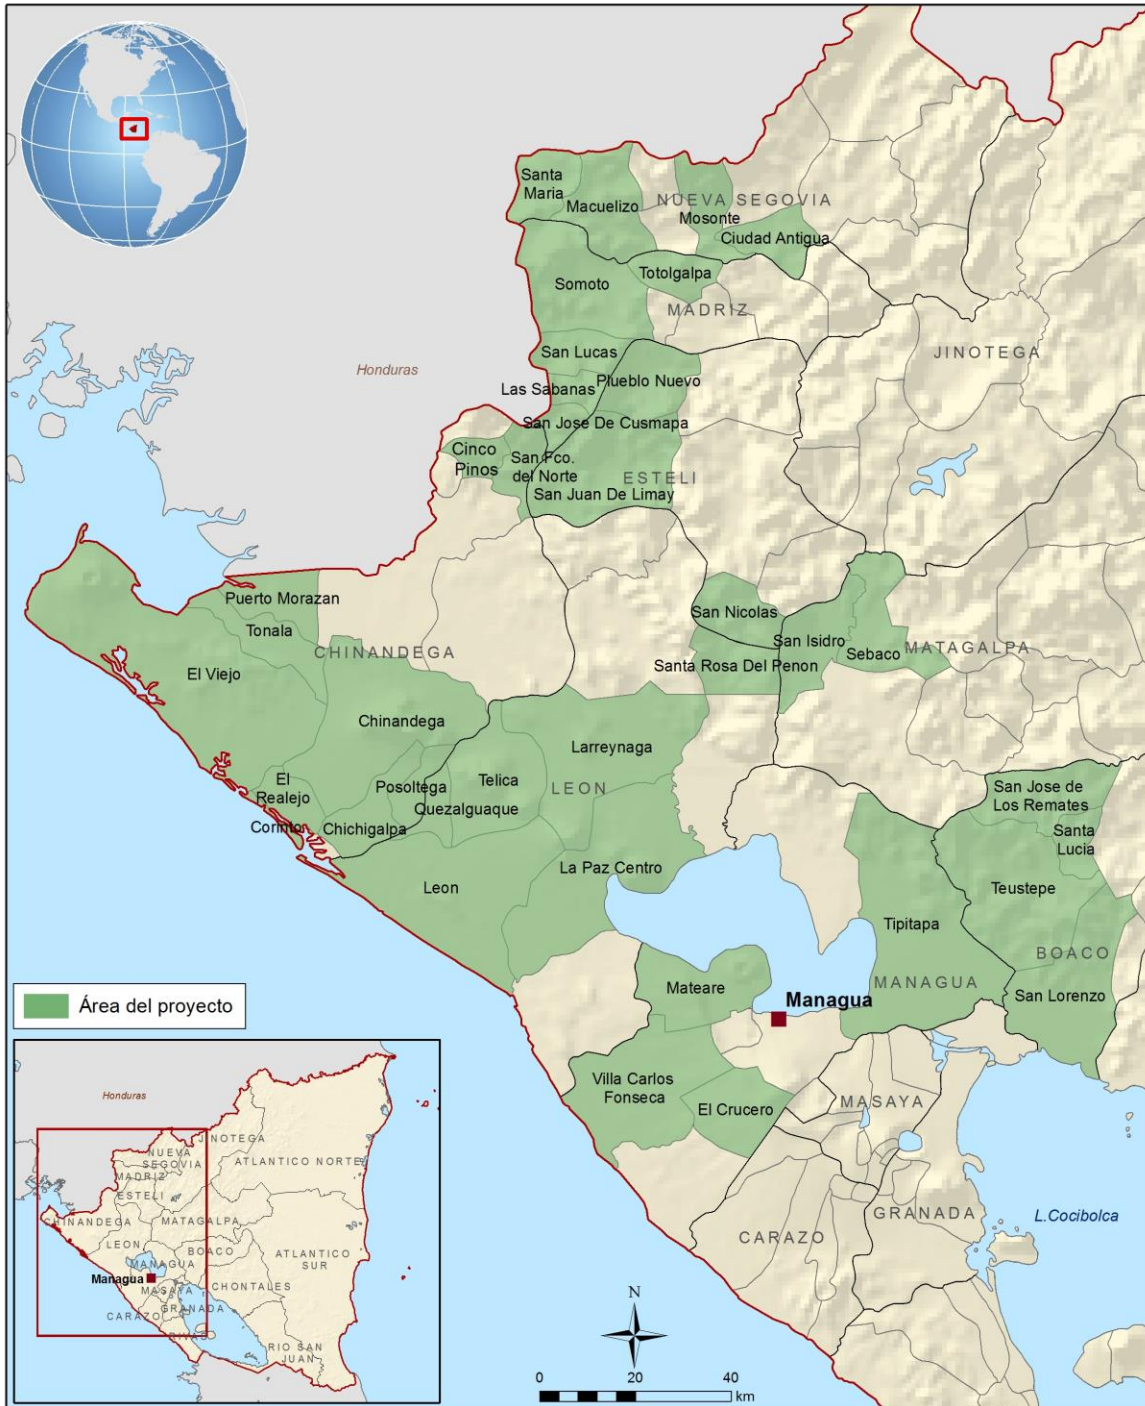 Santa
Maria
Macuelizo
NUEVA SEGOVIA
Mosonte
Ciudad Antigua
Somoto
Totolgalpa
MADRIZ
JINOTEGA
San Lucas
Honduras
Las Sabanas
Plueblo Nuevo
San Jose De Cusmapa
Cinco
Pinos
San Fco.
del Norte
ESTELI
San Juan De Limay
Puerto Morazan
Tonala
San Nicolas
San Isidro
CHINANDEGA
Sebaco
MATAGALPA
Santa Rosa Del Penon
El Viejo
Chinandega
Larreynaga
El
Realejo
Posoltega
Telica
LEON
San Jose de
Los Remates
Quezalguaque
Corinto
Chichigalpa
Santa
Lucia
Leon
La Paz Centro
Teustepe
Tipitapa
BOACO
Mateare
MANAGUA
San Lorenzo
Managua
Área del proyecto
Villa Carlos
Fonseca
El Crucero
MASAYA
GRANADA
L.Cocibolca
CARAZO
Honduras
JINOTEGA
NUEVA
SEGOVIA
ATLANTICO NORTE
MADRIZ
ESTELI
CHINANDEGA
MATAGALPA
LEON
BOACO
ATLANTICO
SUR
MANAGUA
Managua
CHONTALES
MASAYA
GRANADA
CARAZO
RIVAS
RIO SAN
JUAN
N
0 20 40
km